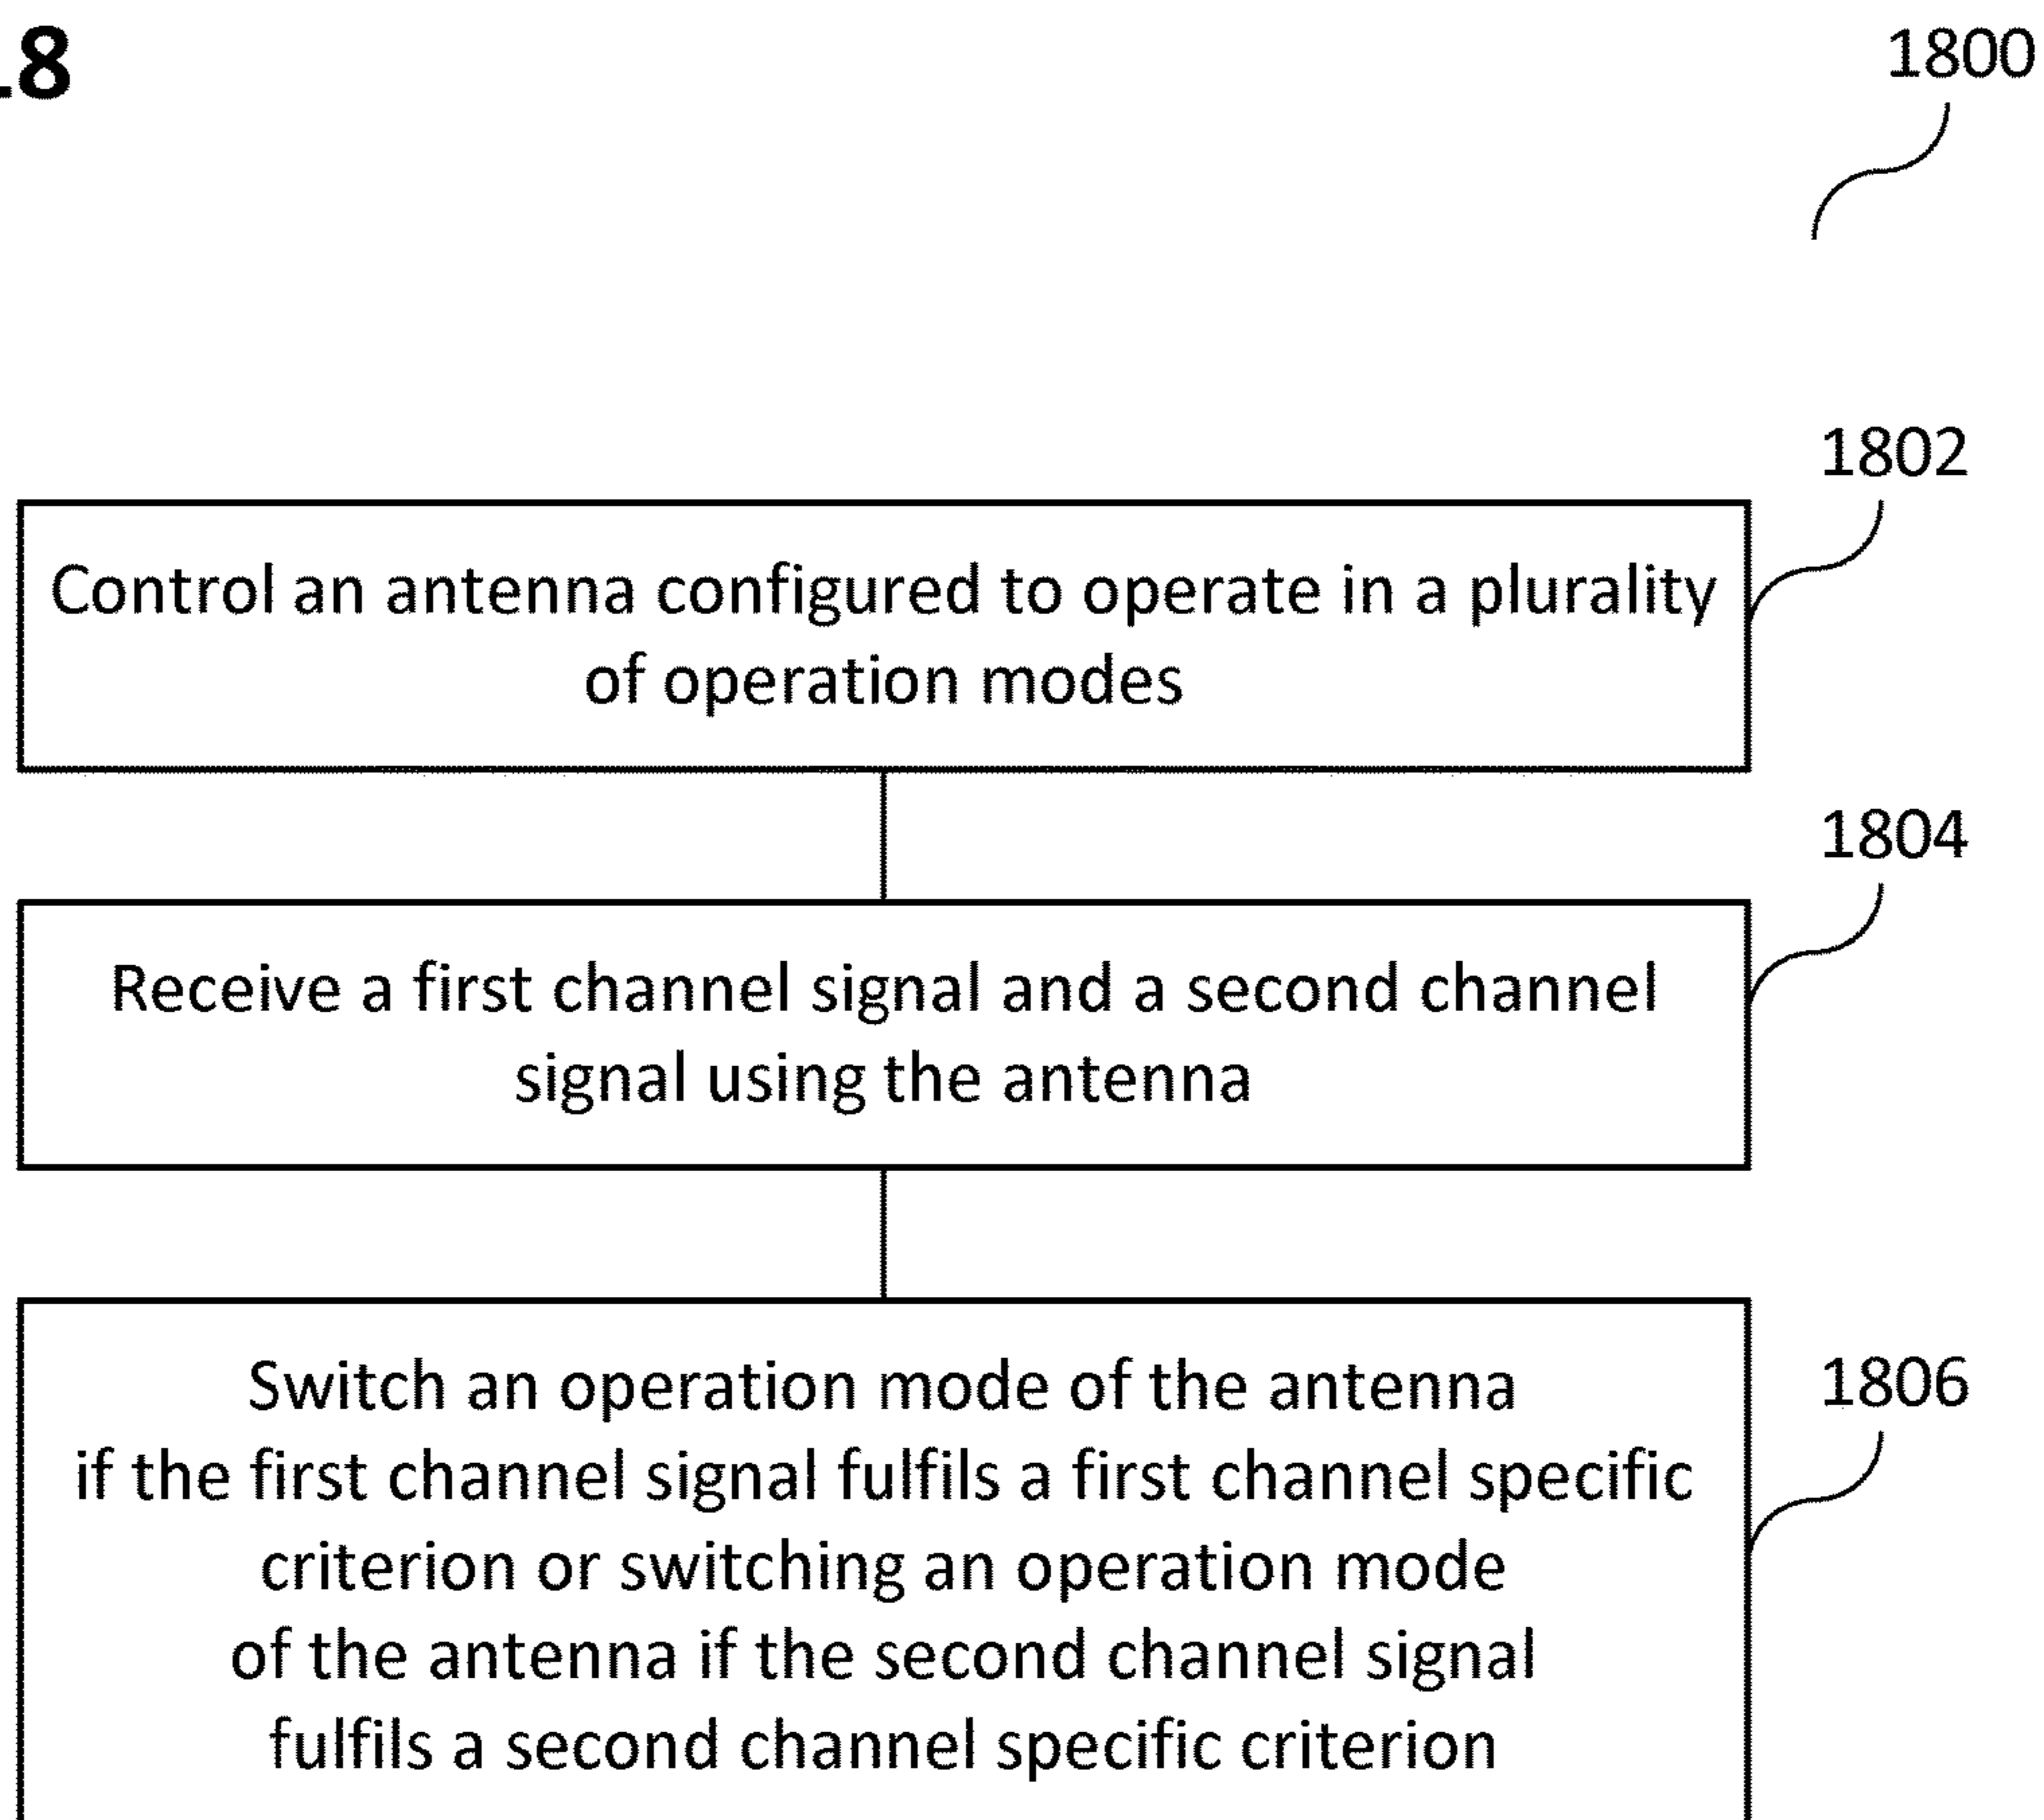 .8
1800
1802
Control an antenna configured to operate in a plurality
of operation modes
1804
Receive a first channel signal and a second channel
signal using the antenna
1806
Switch an operation mode of the antenna
if the first channel signal fulfils a first channel specific
criterion or switching an operation mode
of the antenna if the second channel signal
fulfils a second channel specific criterion